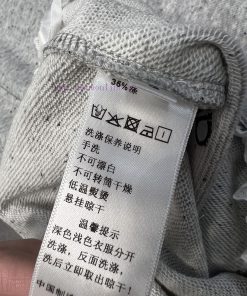 36%涤
洗涤保养说明
手洗
不可漂白
不可转筒干燥
低温熨烫
悬挂晾干
温馨提示
深色浅色衣服分开
洗涤，反面洗涤，
洗后立即取出晾干！
中国制造